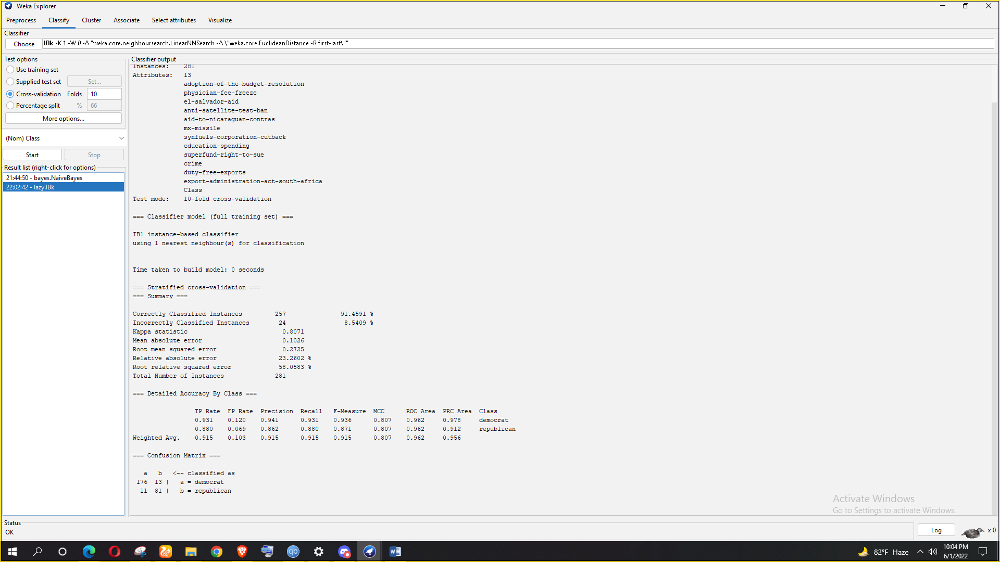 Weka Explorer
Preprocess Classify Cluster Associate Select attributes Visualize
Classifier
Choose IBk -K 1 -W 0 -A "weka.core.neighboursearch.LinearNNSearch -A \"weka.core.EuclideanDistance -R first-last\""
Test options
Use training set
Supplied test set Set...
Cross-validation Folds 10
Percentage split % 66
More options...
(Nom) Class
Start Stop
Result list (right-click for options)
21:44:50 - bayes.NaiveBayes
22:02:42 - lazy.IBk
Classifier output
Instances: 281
Attributes: 13
adoption-of-the-budget-resolution
physician-fee-freeze
el-salvador-aid
anti-satellite-test-ban
aid-to-nicaraguan-contras
mx-missile
synfuels-corporation-cutback
education-spending
superfund-right-to-sue
crime
duty-free-exports
export-administration-act-south-africa
Class
Test mode: 10-fold cross-validation
=== Classifier model (full training set) ===
IB1 instance-based classifier
using 1 nearest neighbour(s) for classification
Time taken to build model: 0 seconds
=== Stratified cross-validation ===
=== Summary ===
Correctly Classified Instances 257 91.4591 %
Incorrectly Classified Instances 24 8.5409 %
Kappa statistic 0.8071
Mean absolute error 0.1026
Root mean squared error 0.2725
Relative absolute error 23.2602 %
Root relative squared error 58.0583 %
Total Number of Instances 281
=== Detailed Accuracy By Class ===
TP Rate FP Rate Precision Recall F-Measure MCC ROC Area PRC Area Class
0.931 0.120 0.941 0.931 0.936 0.807 0.962 0.978 democrat
0.880 0.069 0.862 0.880 0.871 0.807 0.962 0.912 republican
Weighted Avg. 0.915 0.103 0.915 0.915 0.915 0.807 0.962 0.956
=== Confusion Matrix ===
a b <-- classified as
176 13 | a = democrat
11 81 | b = republican
Activate Windows
Go to Settings to activate Windows.
Status
OK
Log
x 0
82°F Haze
10:04 PM
6/1/2022